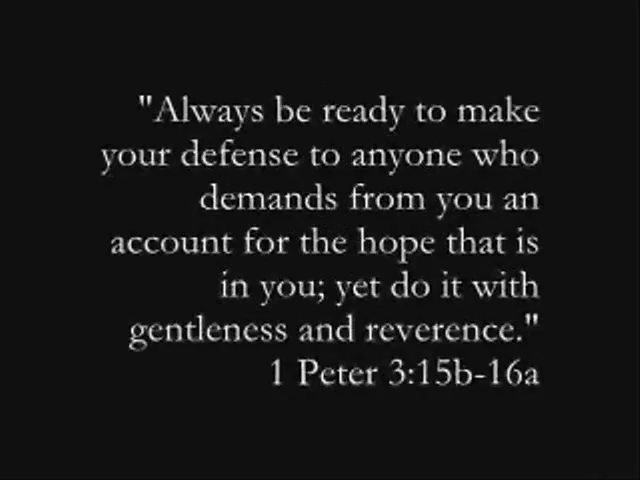 "Always be ready to make
your defense to anyone who
demands from you an
account for the hope that is
in you; yet do it with
gentleness and reverence."
1 Peter 3:15b-16a